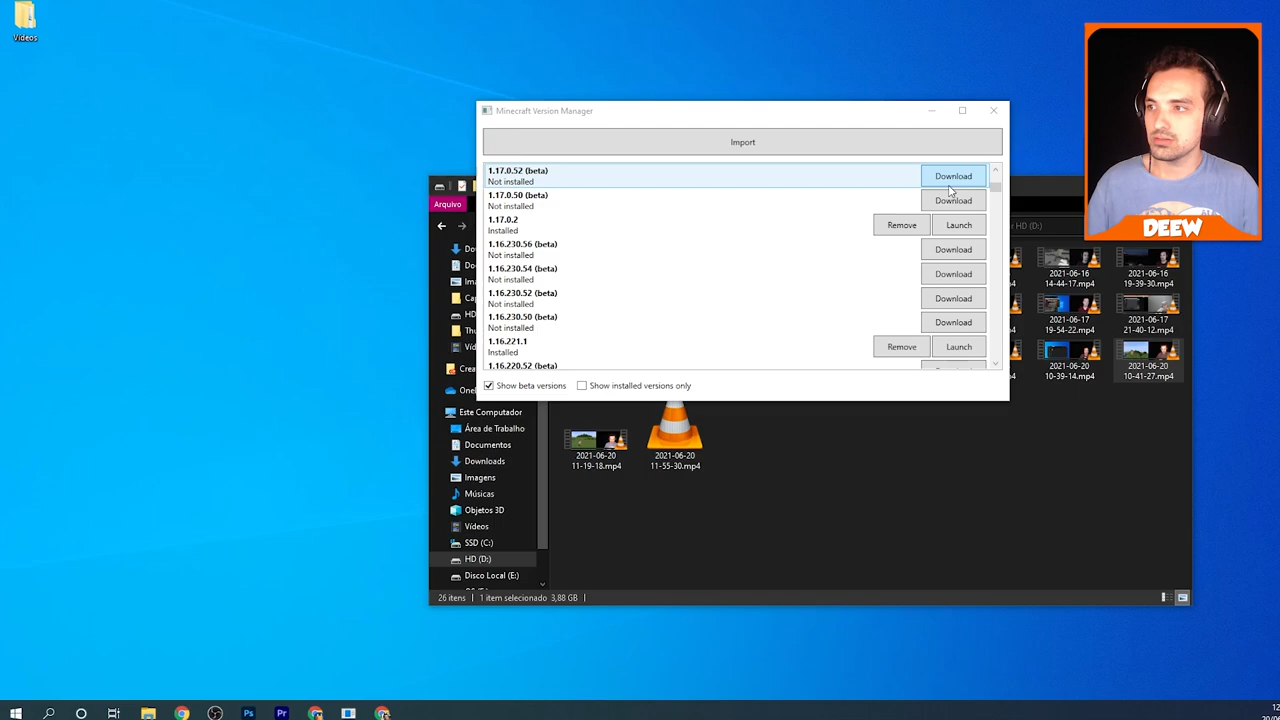 Vídeos
Minecraft Version Manager
Import
1.17.0.52 (beta)
Not installed
Download
1.17.0.50 (beta)
Not installed
Download
1.17.0.2
Installed
Remove
Launch
1.16.230.56 (beta)
Not installed
Download
1.16.230.54 (beta)
Not installed
Download
1.16.230.52 (beta)
Not installed
Download
1.16.230.50 (beta)
Not installed
Download
1.16.221.1
Installed
Remove
Launch
1.16.220.52 (beta)
Show beta versions
Show installed versions only
DEEW
Arquivo
HD (D:)
Este Computador
Área de Trabalho
Documentos
Downloads
Imagens
Músicas
Objetos 3D
Vídeos
SSD (C:)
HD (D:)
Disco Local (E:)
2021-06-16
14-44-17.mp4
2021-06-16
19-39-30.mp4
2021-06-17
19-54-22.mp4
2021-06-17
21-40-12.mp4
2021-06-20
10-39-14.mp4
2021-06-20
10-41-27.mp4
2021-06-20
11-19-18.mp4
2021-06-20
11-55-30.mp4
26 itens
1 item selecionado 3,88 GB
Ps
Pr